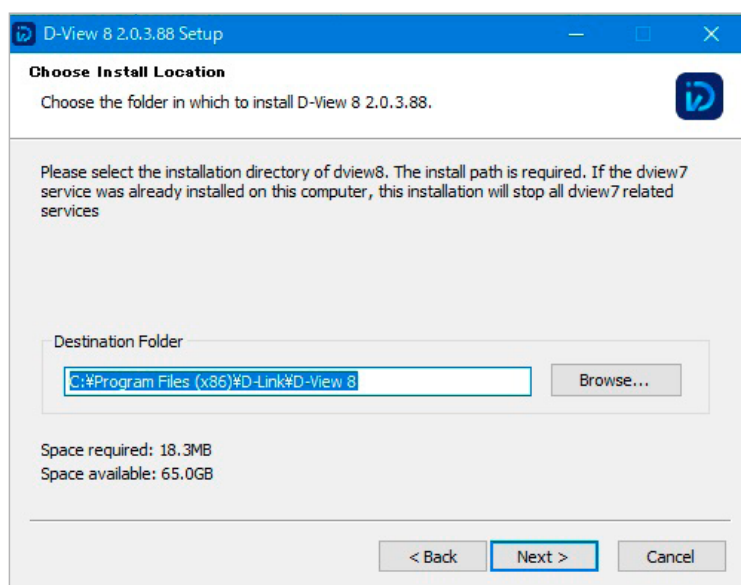 D-View 8 2.0.3.88 Setup
Choose Install Location
Choose the folder in which to install D-View 8 2.0.3.88.
Please select the installation directory of dview8. The install path is required. If the dview7
service was already installed on this computer, this installation will stop all dview7 related
services
Destination Folder
C:¥Program Files (x86)¥D-Link¥D-View 8
Browse...
Space required: 18.3MB
Space available: 65.0GB
< Back
Next >
Cancel